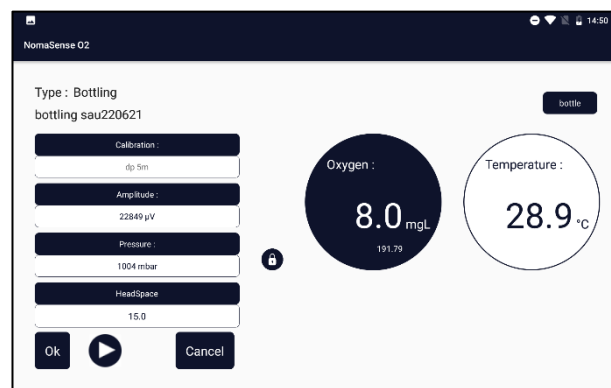 14:50
NomaSense O2
Type : Bottling
bottling sau220621
bottle
Calibration :
dp 5m
Amplitude :
22849 µV
Pressure :
1004 mbar
HeadSpace
15.0
Ok
Cancel
Oxygen :
8.0 mgL
191.79
Temperature :
28.9 °C